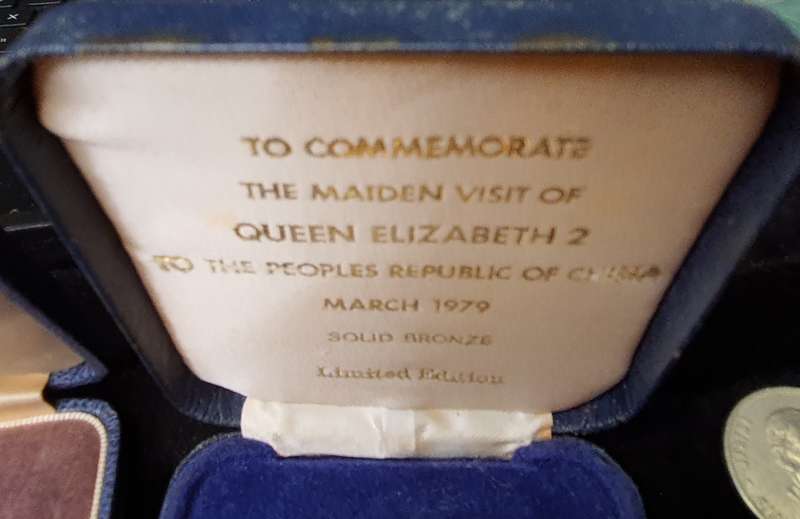 TO COMMEMORATE
THE MAIDEN VISIT OF
QUEEN ELIZABETH 2
TO THE PEOPLES REPUBLIC OF CHINA
MARCH 1979
SOLID BRONZE
Limited Edition